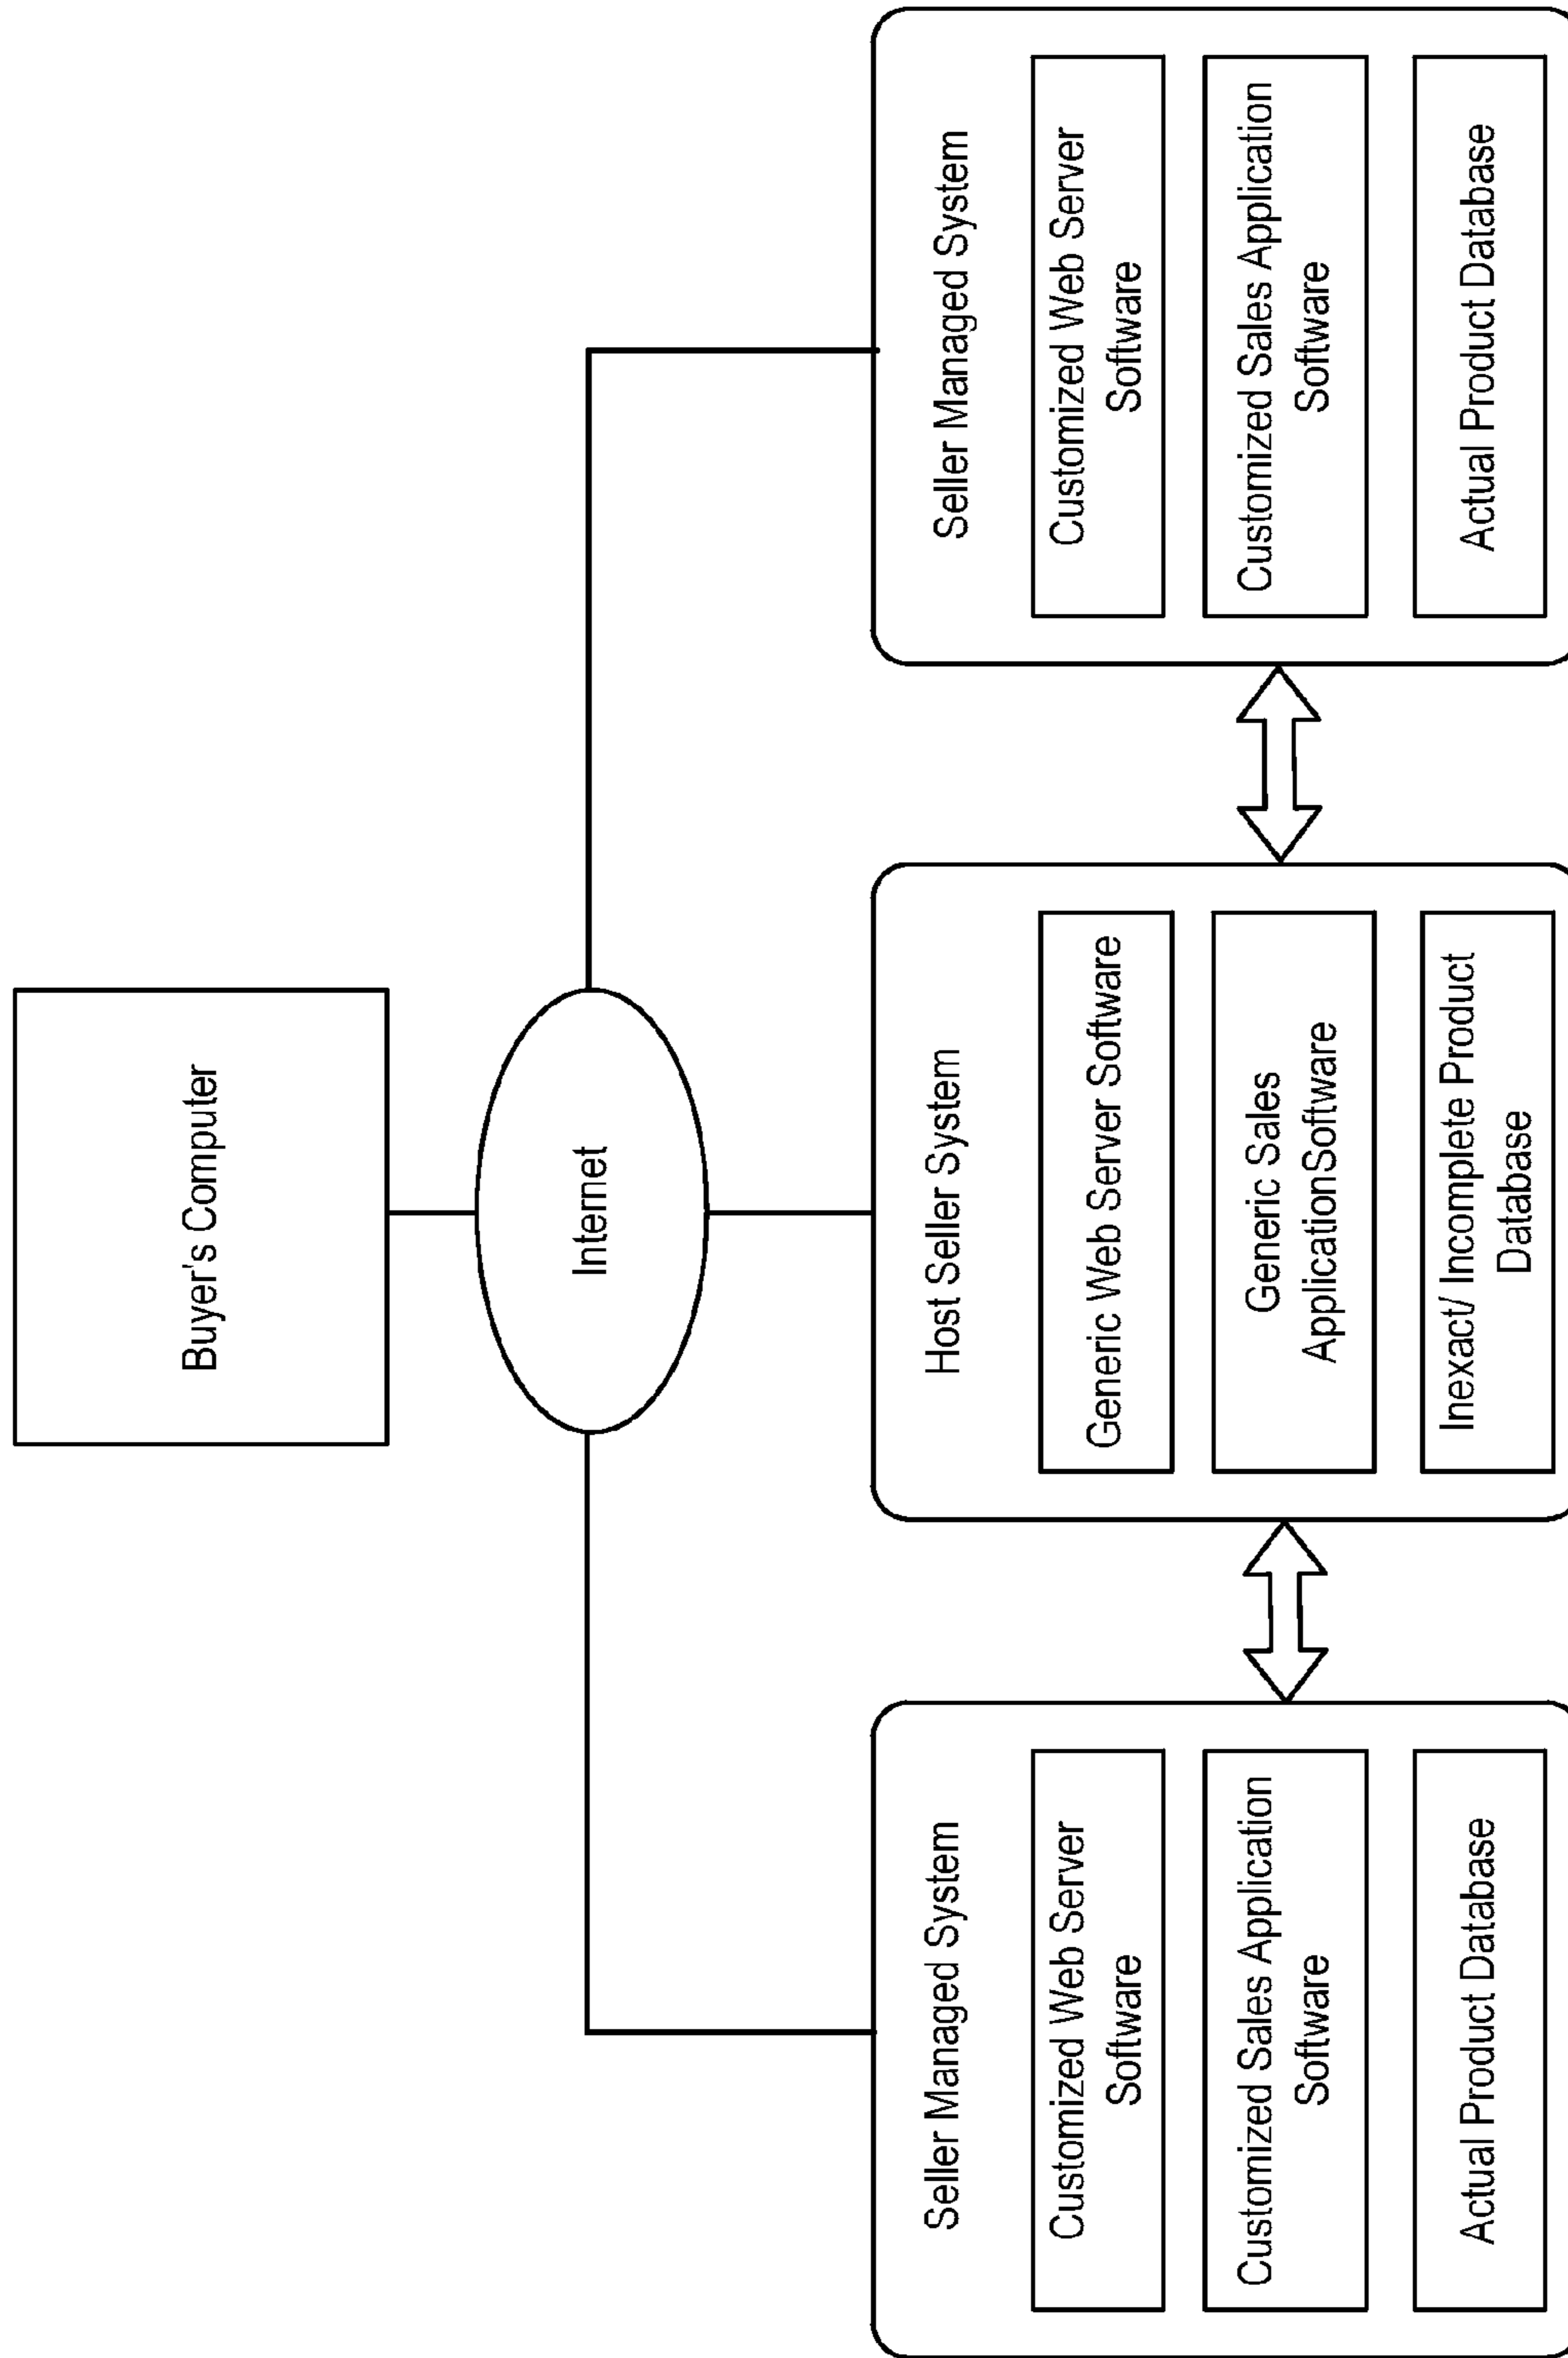 Buyer's Computer
Internet
Seller Managed System
Customized Web Server
Software
Customized Sales Application
Software
Actual Product Database
Host Seller System
Generic Web Server Software
Generic Sales
ApplicationSoftware
Inexact/ Incomplete Product
Database
Seller Managed System
Customized Web Server
Software
Customized Sales Application
Software
Actual Product Database